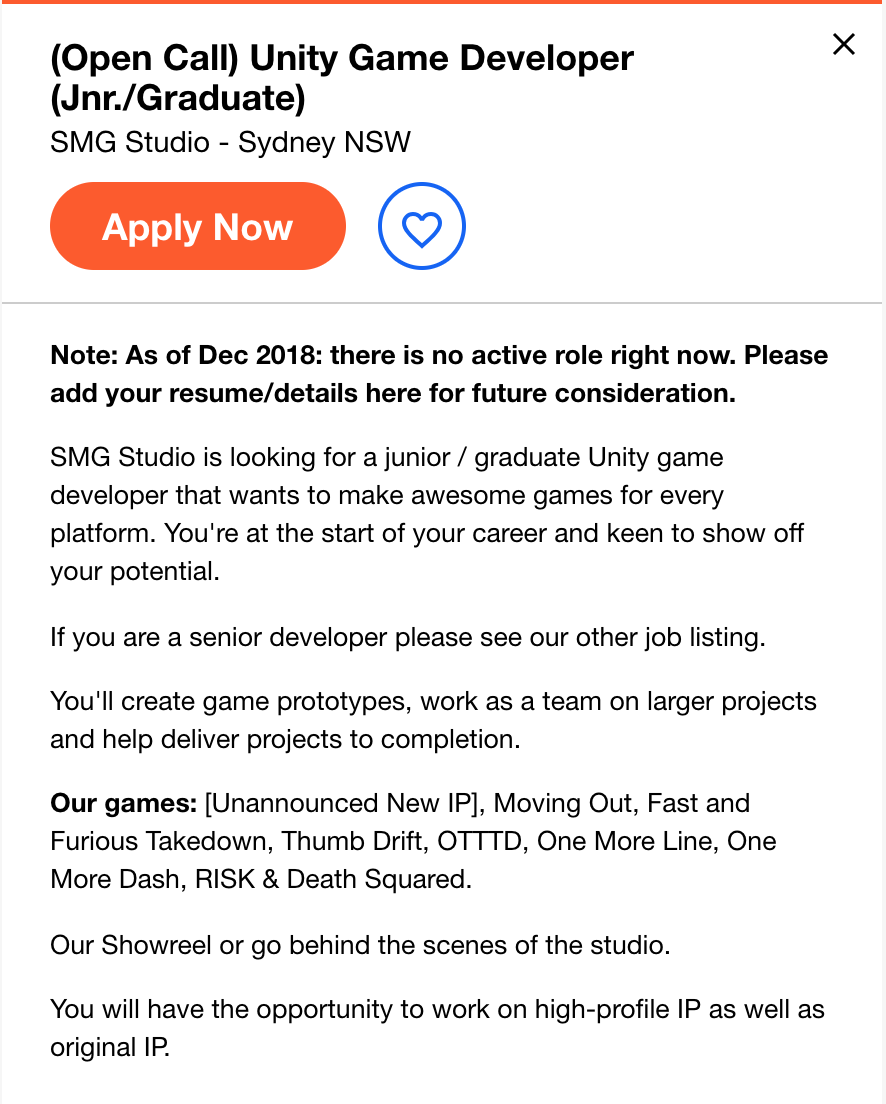 (Open Call) Unity Game Developer
(Jnr./Graduate)
SMG Studio - Sydney NSW
Apply Now
Note: As of Dec 2018: there is no active role right now. Please
add your resume/details here for future consideration.
SMG Studio is looking for a junior / graduate Unity game
developer that wants to make awesome games for every
platform. You're at the start of your career and keen to show off
your potential.
If you are a senior developer please see our other job listing.
You'll create game prototypes, work as a team on larger projects
and help deliver projects to completion.
Our games: [Unannounced New IP], Moving Out, Fast and
Furious Takedown, Thumb Drift, OTTTD, One More Line, One
More Dash, RISK & Death Squared.
Our Showreel or go behind the scenes of the studio.
You will have the opportunity to work on high-profile IP as well as
original IP.